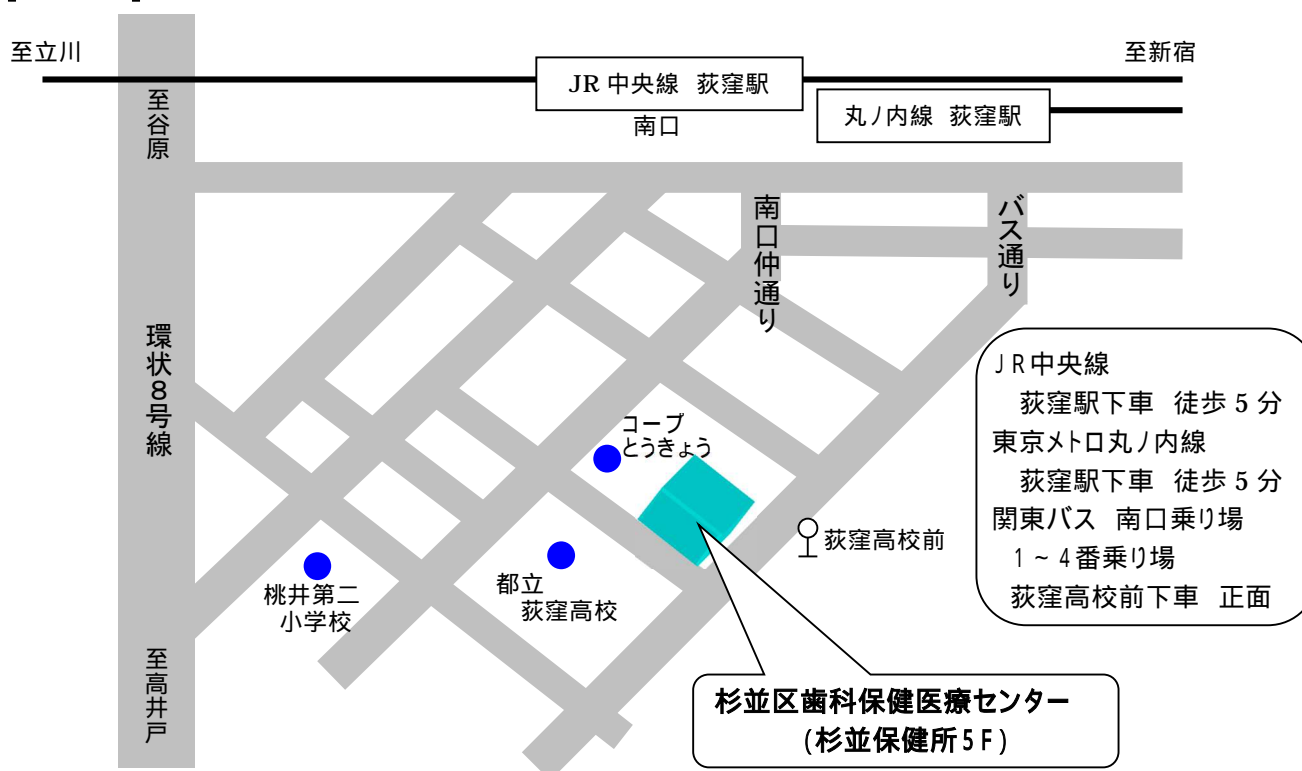 至立川
至新宿
JR 中央線 荻窪駅
南口
丸ノ内線 荻窪駅
至谷原
南口仲通り
バス通り
環状8号線
JR中央線
荻窪駅下車 徒歩 5 分
東京メトロ丸ノ内線
荻窪駅下車 徒歩 5 分
関東バス 南口乗り場
1 ~ 4番乗り場
荻窪高校前下車 正面
コープ
とうきょう
荻窪高校前
桃井第二
小学校
都立
荻窪高校
至高井戸
杉並区歯科保健医療センター
(杉並保健所5F)